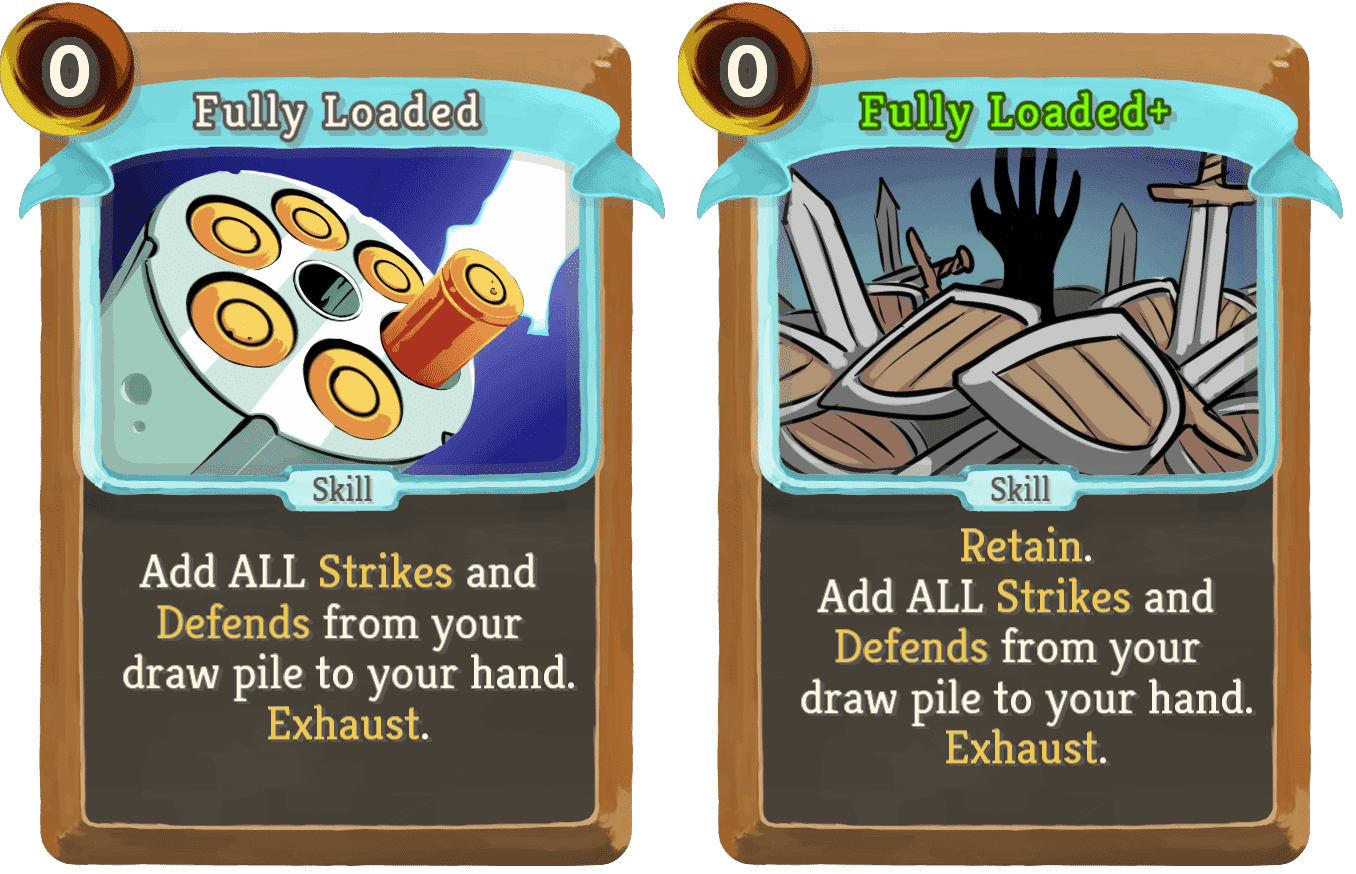 0
Fully Loaded
Skill
Add ALL Strikes and
Defends from your
draw pile to your hand.
Exhaust.
0
Fully Loaded+
Skill
Retain.
Add ALL Strikes and
Defends from your
draw pile to your hand.
Exhaust.